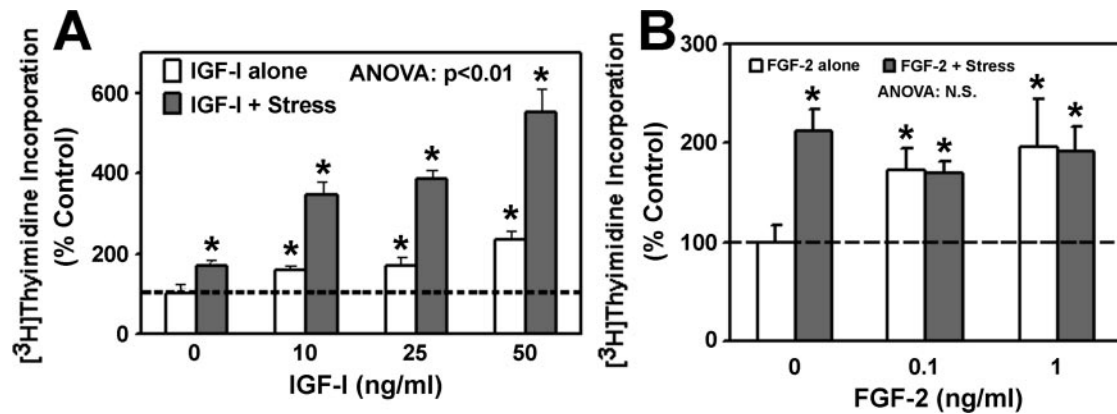 A
[³H]Thyimidine Incorporation
(% Control)
IGF-I alone
IGF-I + Stress
ANOVA: p<0.01
600
400
200
0
* * * * * * *
0 10 25 50
IGF-I (ng/ml)
B
[³H]Thyimidine Incorporation
(% Control)
FGF-2 alone
FGF-2 + Stress
ANOVA: N.S.
300
200
100
0
* * * * *
0 0.1 1
FGF-2 (ng/ml)